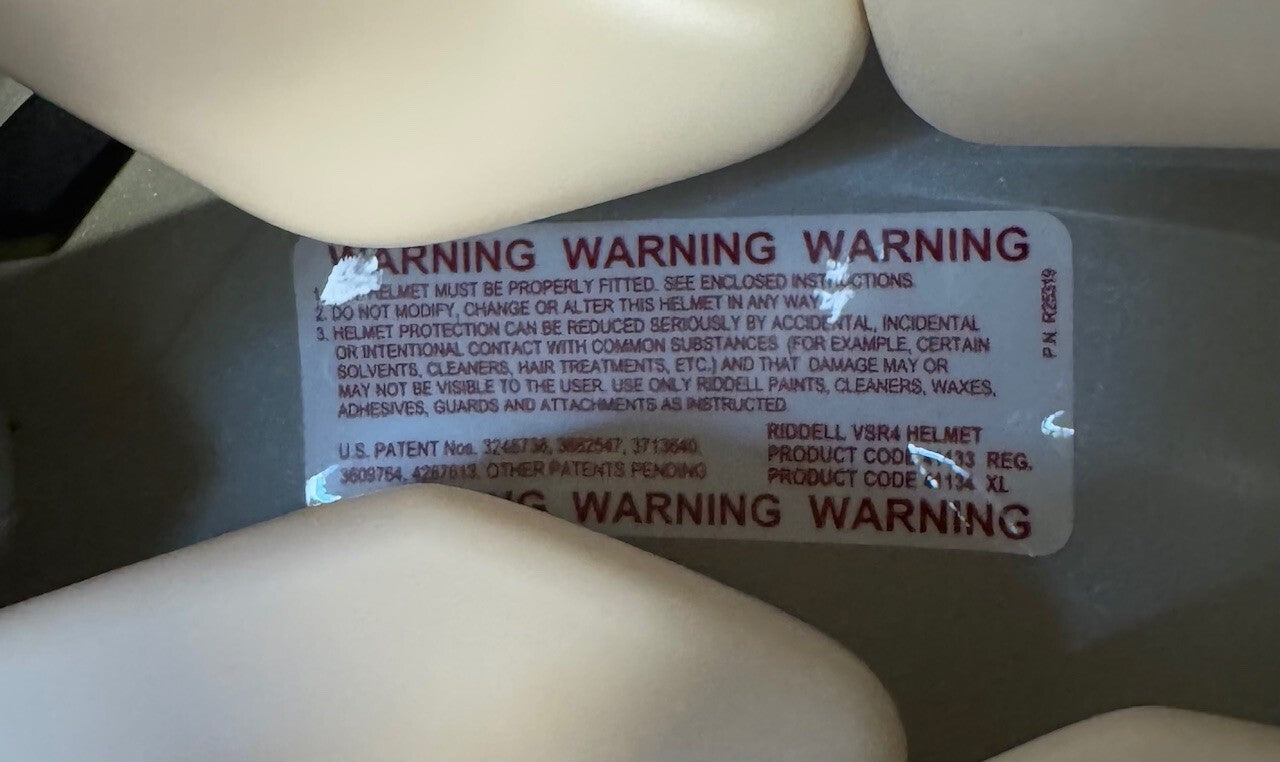 WARNING WARNING WARNING
HELMET MUST BE PROPERLY FITTED. SEE ENCLOSED INSTRUCTIONS
2. DO NOT MODIFY, CHANGE OR ALTER THIS HELMET IN ANY WAY
3. HELMET PROTECTION CAN BE REDUCED SERIOUSLY BY ACCIDENTAL, INCIDENTAL
OR INTENTIONAL CONTACT WITH COMMON SUBSTANCES (FOR EXAMPLE, CERTAIN
SOLVENTS, CLEANERS, HAIR TREATMENTS, ETC.) AND THAT DAMAGE MAY OR
MAY NOT BE VISIBLE TO THE USER. USE ONLY RIDDELL PAINTS, CLEANERS, WAXES,
ADHESIVES, GUARDS AND ATTACHMENTS AS INSTRUCTED
P.N. R25319
U.S. PATENT Nos. 3713640,
OTHER PATENTS PENDING
RIDDELL VSR4 HELMET
PRODUCT CODE REG.
PRODUCT CODE XL
WARNING WARNING